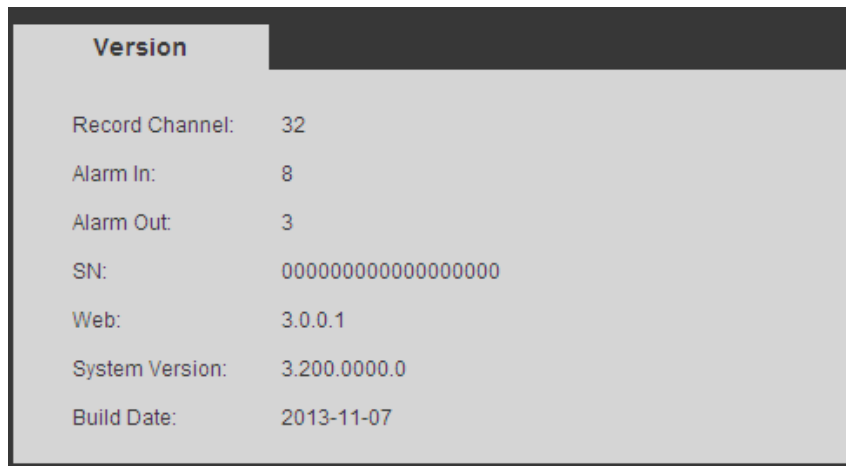 Version
Record Channel: 32
Alarm In: 8
Alarm Out: 3
SN: 000000000000000000
Web: 3.0.0.1
System Version: 3.200.0000.0
Build Date: 2013-11-07